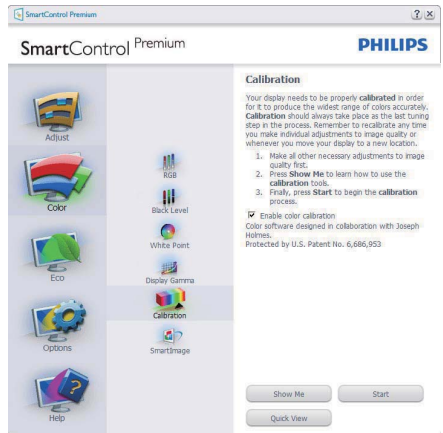 SmartControl Premium
SmartControl Premium
PHILIPS
Adjust
Color
Eco
Options
Help
RGB
Black Level
White Point
Display Gamma
Calibration
SmartImage
Calibration
Your display needs to be properly calibrated in order
for it to produce the widest range of colors accurately.
Calibration should always take place as the last tuning
step in the process. Remember to recalibrate any time
you make individual adjustments to image quality or
whenever you move your display to a new location.
1. Make all other necessary adjustments to image
quality first.
2. Press Show Me to learn how to use the
calibration tools.
3. Finally, press Start to begin the calibration
process.
Enable color calibration
Color software designed in collaboration with Joseph
Holmes.
Protected by U.S. Patent No. 6,686,953
Show Me
Start
Quick View